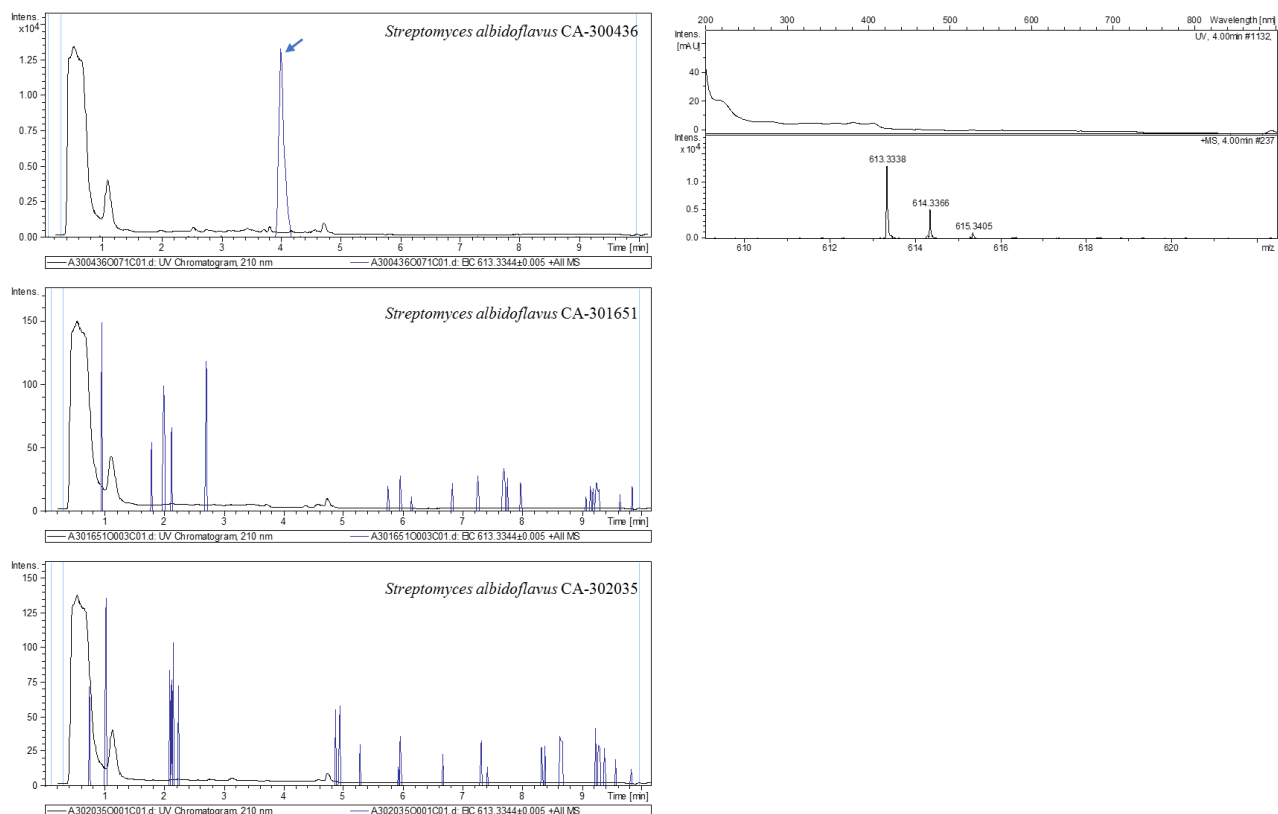 Intens.
x10⁴
Streptomyces albidoflavus CA-300436
1.25
1.00
0.75
0.50
0.25
0.00
1 2 3 4 5 6 7 8 9 Time [min]
A300436O071C01.d: UV Chromatogram, 210 nm A300436O071C01.d: EIC 613.3344±0.005 +All MS
200 300 400 500 600 700 800 Wavelength [nm]
Intens.
[mAU]
UV, 4.00min #1132,
40
20
0
Intens.
x10⁴
+MS, 4.00min #237
613.3338
614.3366
615.3405
1.0
0.5
0.0
610 612 614 616 618 620 m/z
Intens.
Streptomyces albidoflavus CA-301651
150
100
50
0
1 2 3 4 5 6 7 8 9 Time [min]
A301651O003C01.d: UV Chromatogram, 210 nm A301651O003C01.d: EIC 613.3344±0.005 +All MS
Intens.
Streptomyces albidoflavus CA-302035
150
125
100
75
50
25
0
1 2 3 4 5 6 7 8 9 Time [min]
A302035O001C01.d: UV Chromatogram, 210 nm A302035O001C01.d: EIC 613.3344±0.005 +All MS